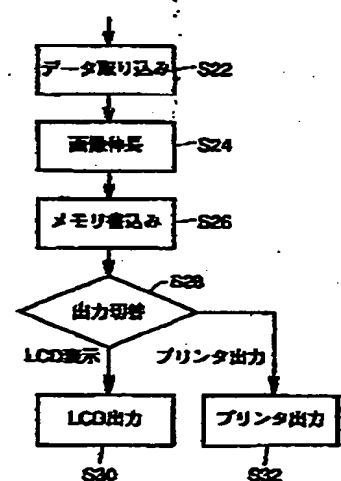 データ取り込み S22
画像伸長 S24
メモリ書込み S26
S28
出力切替
LCD表示 プリンタ出力
LCD出力 プリンタ出力
S30 S32